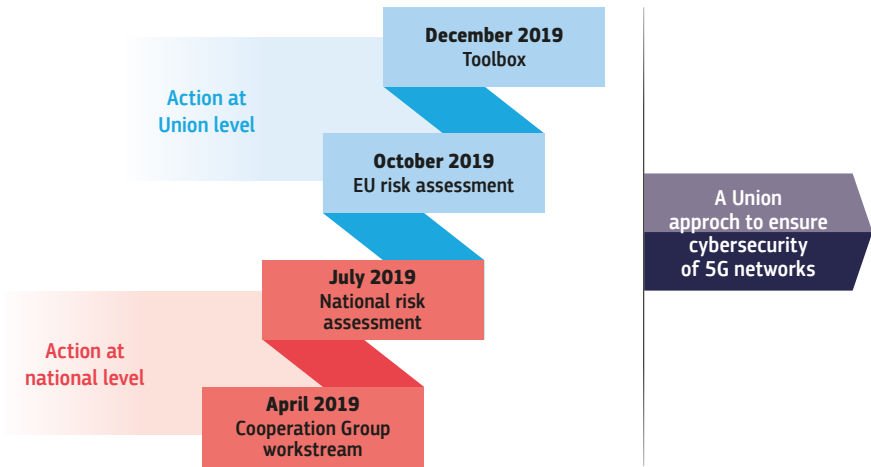 December 2019
Toolbox
Action at
Union level
October 2019
EU risk assessment
A Union
approch to ensure
cybersecurity
of 5G networks
July 2019
National risk
assessment
Action at
national level
April 2019
Cooperation Group
workstream